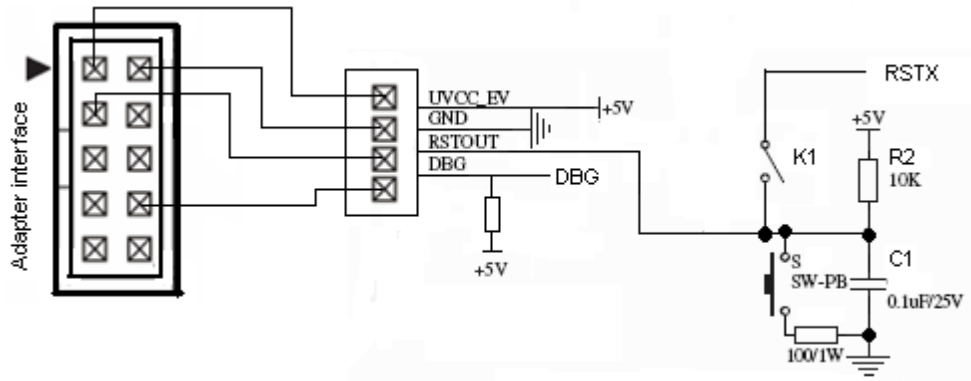 Adapter interface
UVCC_EV
GND
RSTOUT
DBG
+5V
DBG
+5V
RSTX
K1
+5V
R2
10K
S
SW-PB
C1
0.1uF/25V
100/1W